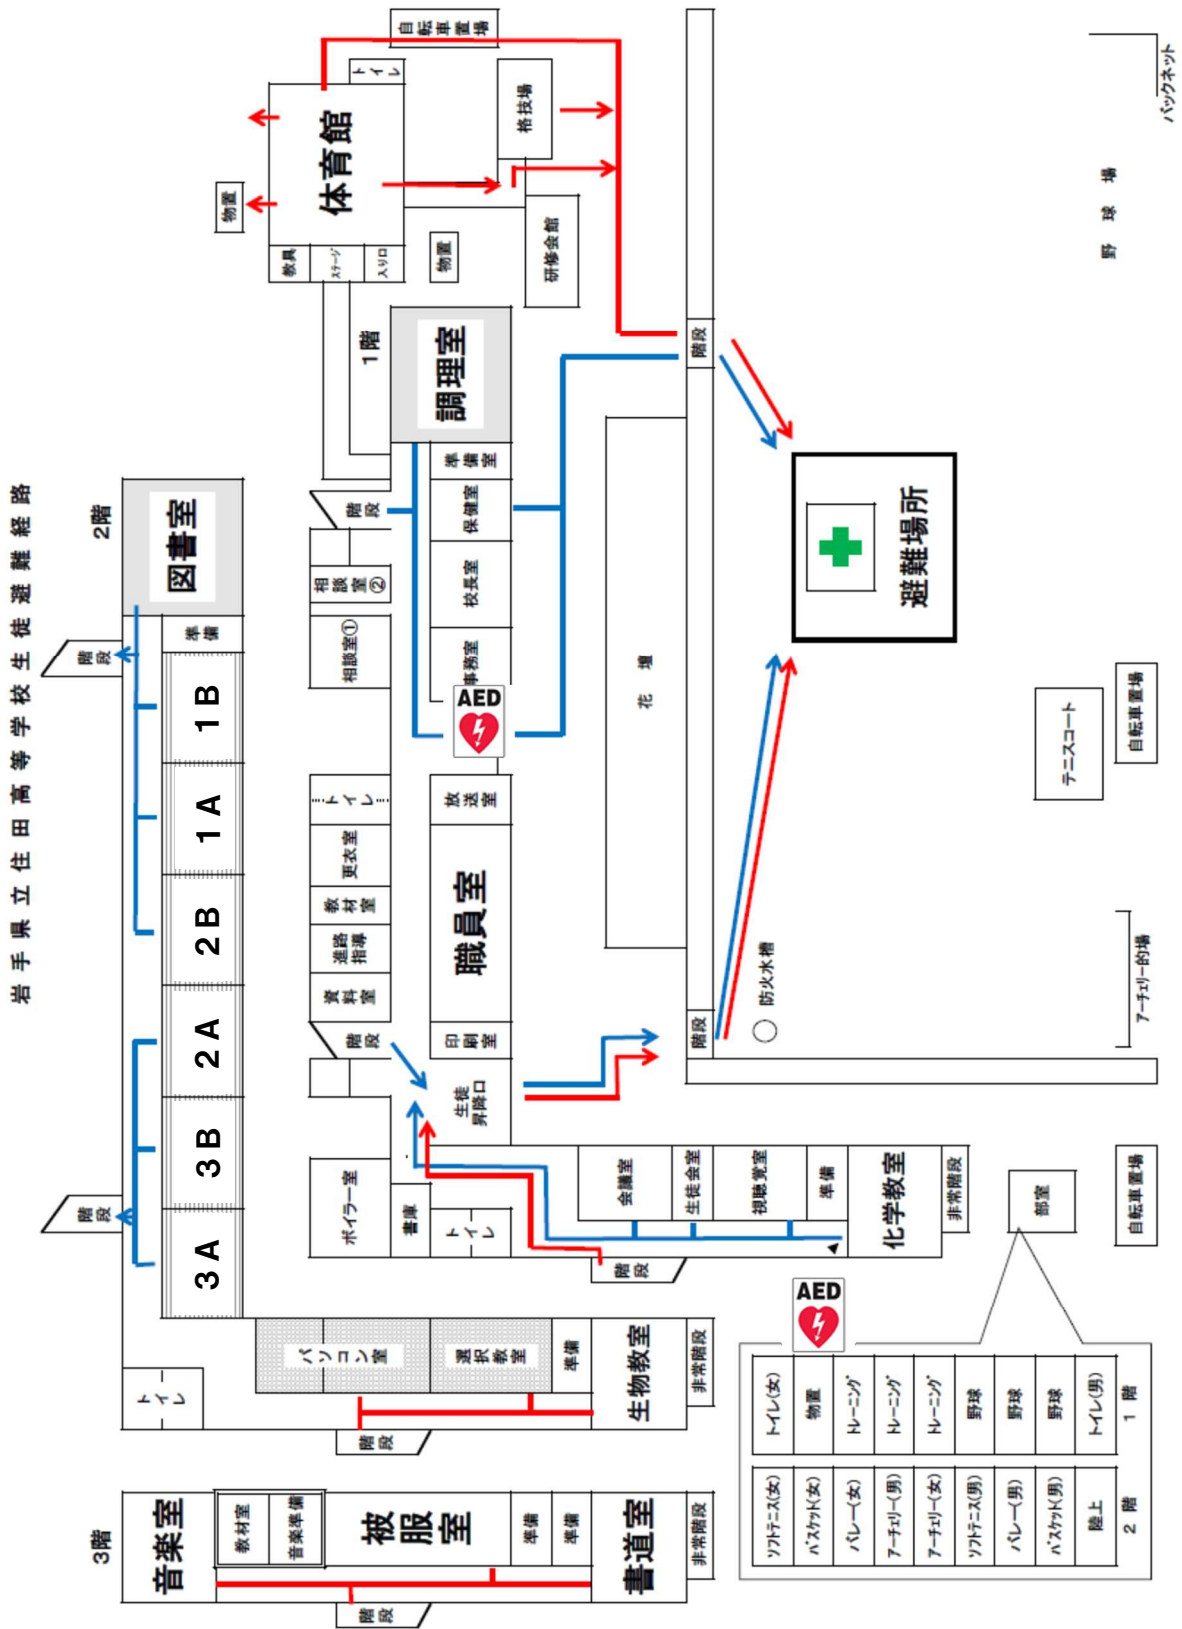 岩手県立住田高等学校生徒避難経路
3階
音楽室
教材室
音楽準備
被服室
準備
準備
書道室
非常階段
階段
2階
トイレ
パソコン室
選択教室
準備
生物教室
非常階段
階段
階段
3A
3B
2A
2B
1A
1B
準備
図書室
階段
1階
ボイラー室
書庫
トイレ
階段
会議室
生徒会室
視聴覚室
準備
化学教室
非常階段
生徒昇降口
階段
資料室
進路指導
教材室
更衣室
トイレ
相談室①
相談室②
階段
印刷室
職員室
放送室
AED
事務室
校長室
保健室
準備室
調理室
物置
教具
ステージ
入り口
体育館
トイレ
物置
自転車置場
格技場
研修会館
花壇
階段
階段
防火水槽
避難場所
野球場
バックネット
テニスコート
自転車置場
アーチェリー的場
自転車置場
部室
AED
トイレ(女)
物置
トレーニング
トレーニング
トレーニング
野球
野球
野球
トイレ(男)
1階
ソフトテニス(女)
バスケット(女)
バレー(女)
アーチェリー(男)
アーチェリー(女)
ソフトテニス(男)
バレー(男)
バスケット(男)
陸上
2階